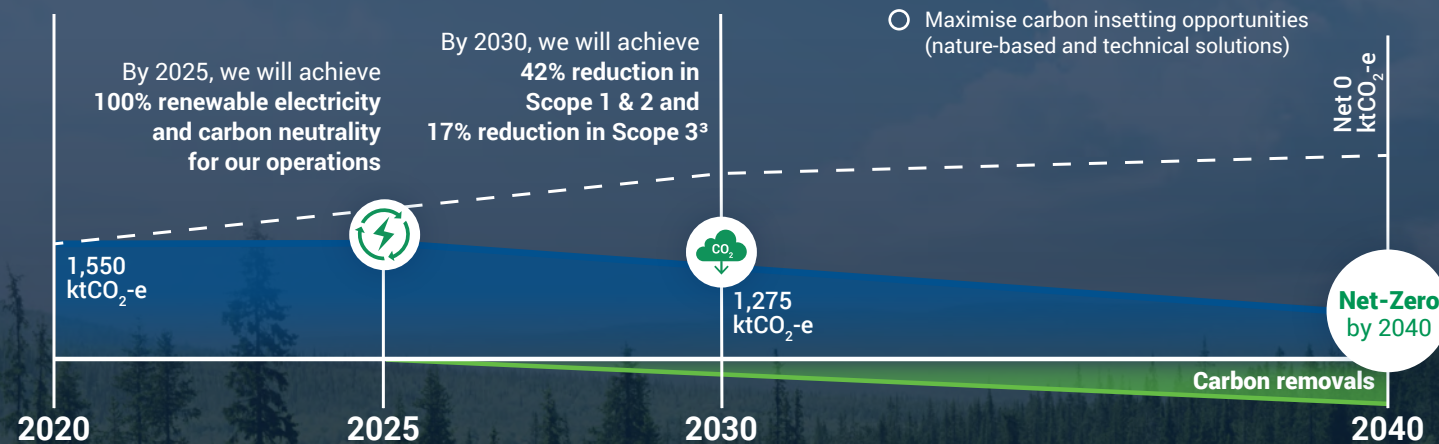 By 2025, we will achieve
100% renewable electricity
and carbon neutrality
for our operations
By 2030, we will achieve
42% reduction in
Scope 1 & 2 and
17% reduction in Scope 3³
Maximise carbon insetting opportunities
(nature-based and technical solutions)
Net 0
ktCO₂-e
1,550
ktCO₂-e
CO₂
1,275
ktCO₂-e
Net-Zero
by 2040
Carbon removals
2020
2025
2030
2040